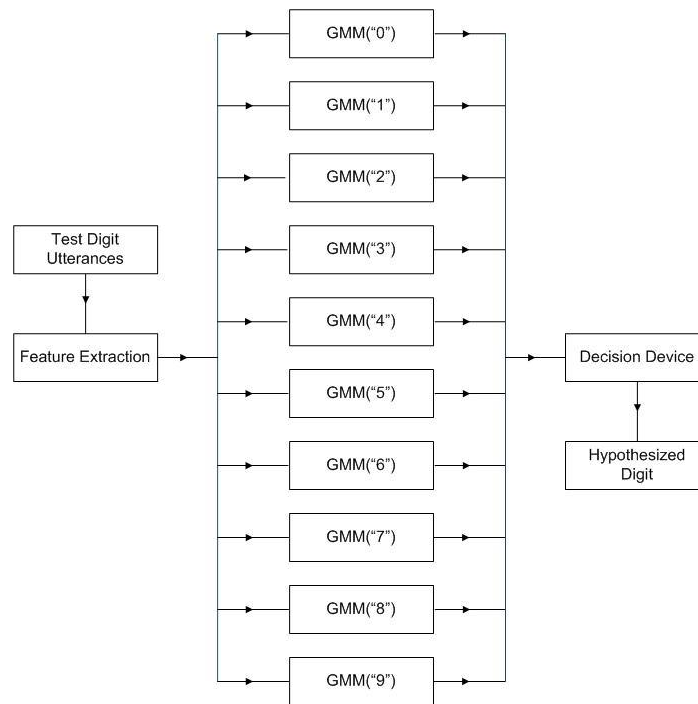 GMM(“0”)
GMM(“1”)
GMM(“2”)
GMM(“3”)
GMM(“4”)
GMM(“5”)
GMM(“6”)
GMM(“7”)
GMM(“8”)
GMM(“9”)
Test Digit
Utterances
Feature Extraction
Decision Device
Hypothesized
Digit